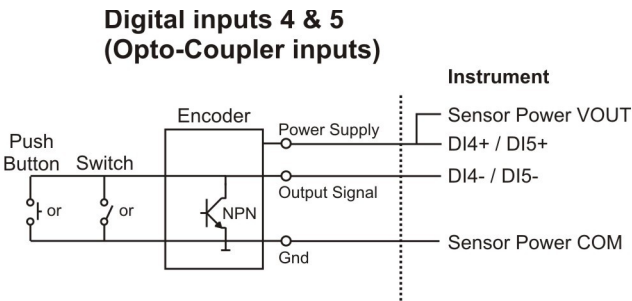 Digital inputs 4 & 5
(Opto-Coupler inputs)
Instrument
Encoder
Sensor Power VOUT
Power Supply
DI4+ / DI5+
Push
Button
Switch
DI4- / DI5-
Output Signal
or
or
NPN
Sensor Power COM
Gnd